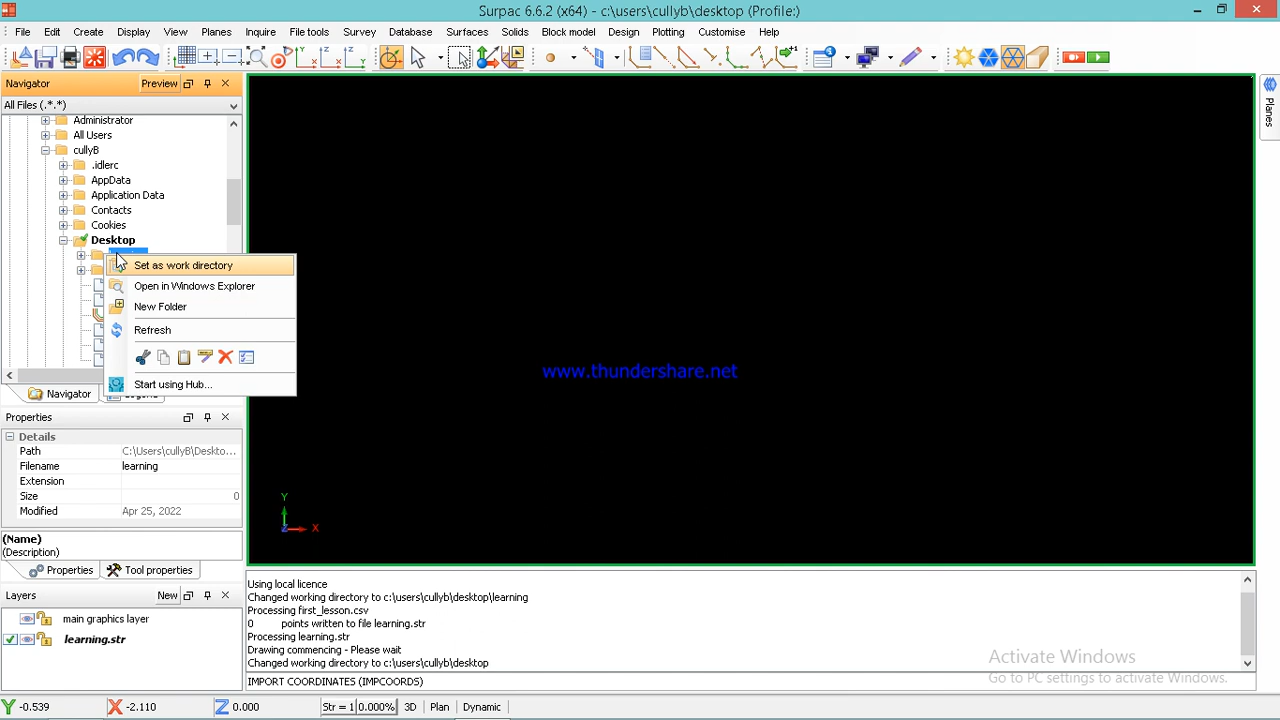 Surpac 6.6.2 (x64) - c:\users\cullyb\desktop (Profile:)
File Edit Create Display View Planes Inquire File tools Survey Database Surfaces Solids Block model Design Plotting Customise Help
Navigator Preview
All Files (.*.*)
Administrator
All Users
cullyB
.idlerc
AppData
Application Data
Contacts
Cookies
Desktop
Set as work directory
Open in Windows Explorer
New Folder
Refresh
Start using Hub...
Navigator
Properties
Details
Path C:\Users\cullyB\Deskto...
Filename learning
Extension
Size 0
Modified Apr 25, 2022
(Name)
(Description)
Properties Tool properties
Layers New
main graphics layer
learning.str
Planes
www.thundershare.net
Y
Z X
Using local licence
Changed working directory to c:\users\cullyb\desktop\learning
Processing first_lesson.csv
0 points written to file learning.str
Processing learning.str
Drawing commencing - Please wait
Changed working directory to c:\users\cullyb\desktop
IMPORT COORDINATES (IMPCOORDS)
Activate Windows
Go to PC settings to activate Windows.
Y -0.539 X -2.110 Z 0.000 Str = 1 0.000% 3D Plan Dynamic